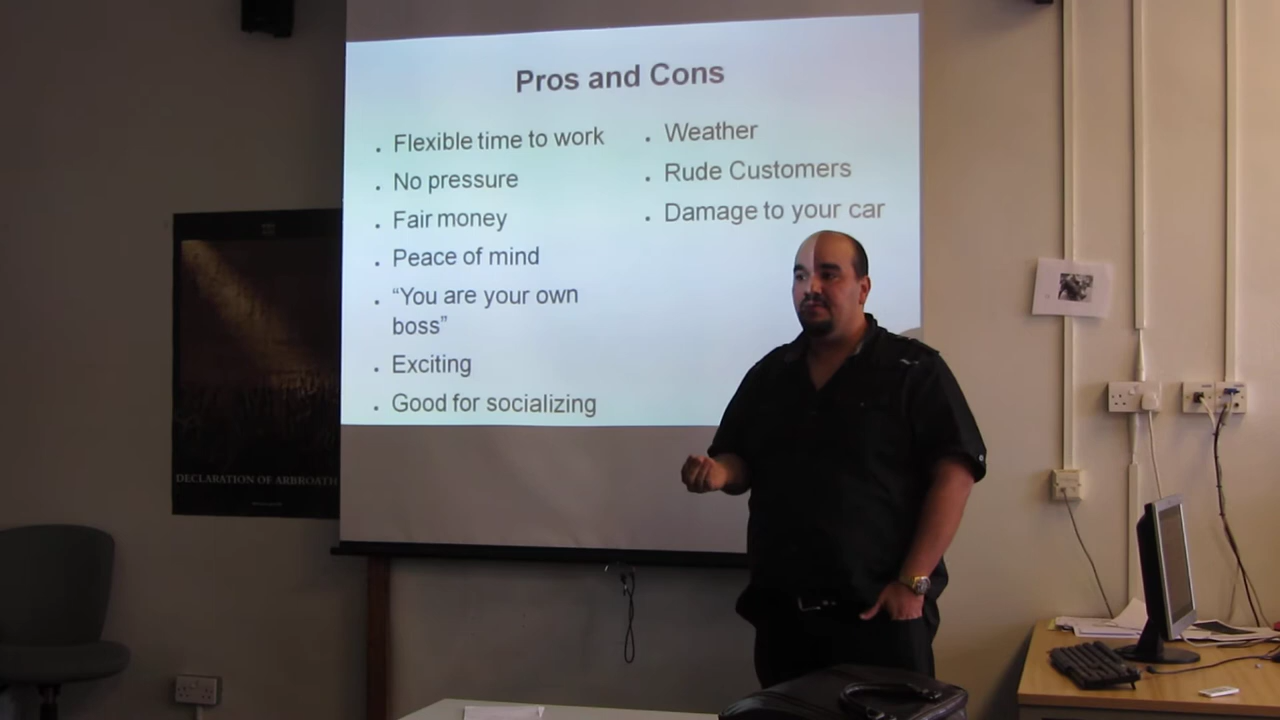 Pros and Cons
. Flexible time to work
. No pressure
. Fair money
. Peace of mind
. “You are your own
boss”
. Exciting
. Good for socializing
. Weather
. Rude Customers
. Damage to your car
DECLARATION OF ARBROATH